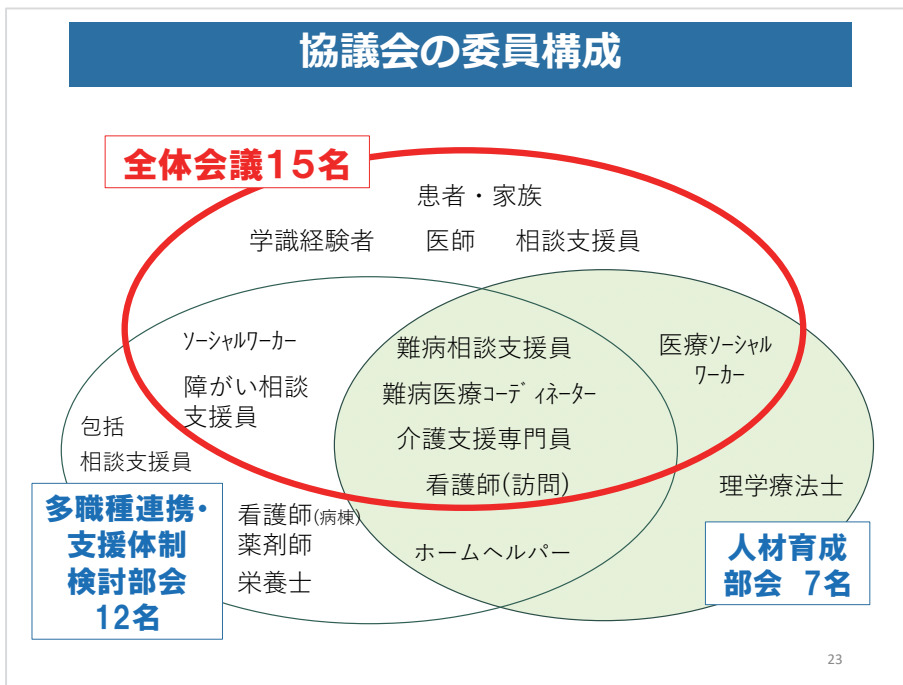 協議会の委員構成
全体会議15名
患者・家族
学識経験者 医師 相談支援員
ｿｰｼｬﾙﾜｰｶｰ
難病相談支援員
医療ｿｰｼｬﾙ
ﾜｰｶｰ
障がい相談
支援員
難病医療ｺｰﾃﾞｨﾈｰﾀｰ
包括
相談支援員
介護支援専門員
看護師(訪問)
理学療法士
多職種連携・
支援体制
検討部会
12名
看護師(病棟)
薬剤師
栄養士
ホームヘルパー
人材育成
部会 7名
23